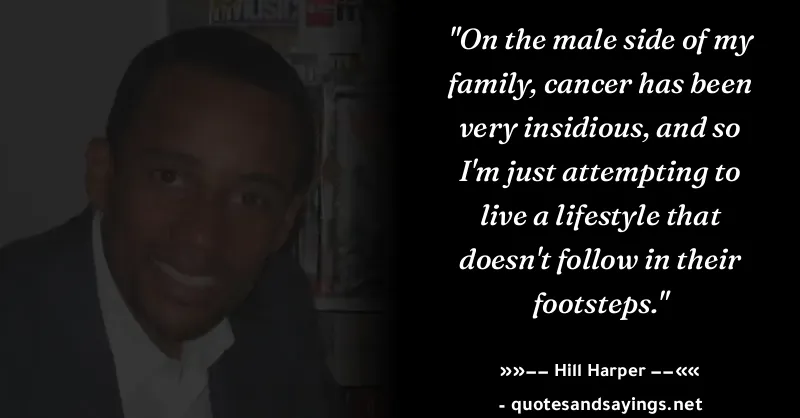 "On the male side of my
family, cancer has been
very insidious, and so
I'm just attempting to
live a lifestyle that
doesn't follow in their
footsteps."
»»–– Hill Harper ––««
- quotesandsayings.net